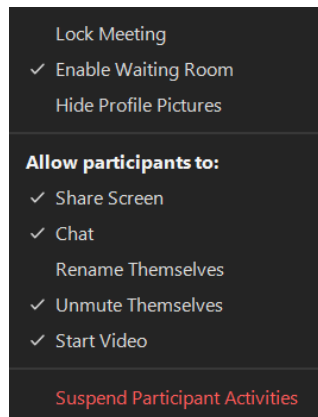 Lock Meeting
✓ Enable Waiting Room
Hide Profile Pictures
Allow participants to:
✓ Share Screen
✓ Chat
Rename Themselves
✓ Unmute Themselves
✓ Start Video
Suspend Participant Activities